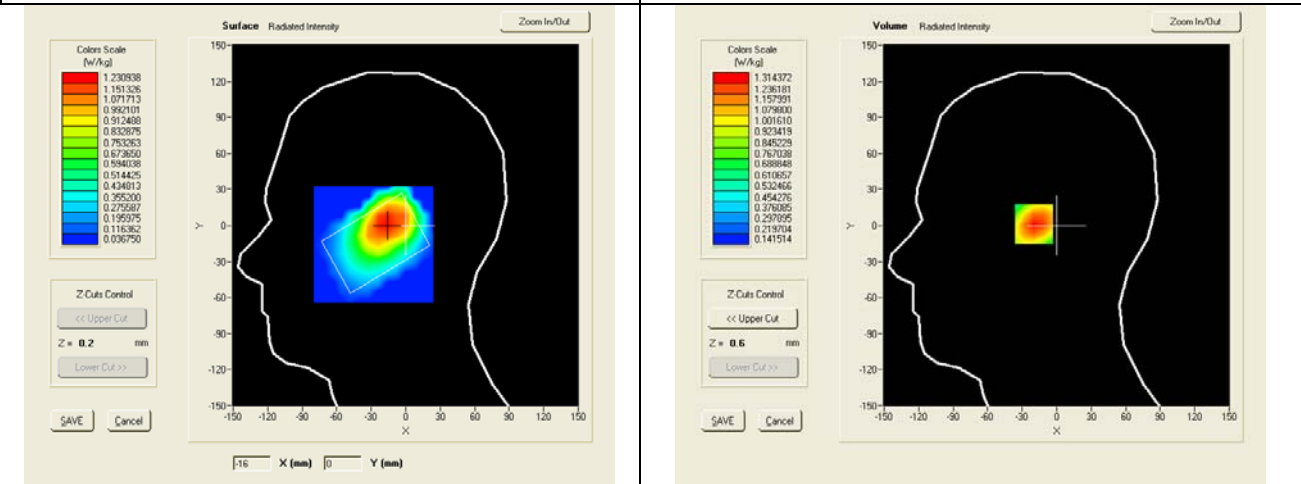 Surface Radiated Intensity
Zoom In/Out
Colors Scale
(W/kg)
1.230938
1.151326
1.071713
0.992101
0.912488
0.832875
0.753263
0.673650
0.594038
0.514425
0.434813
0.355200
0.275587
0.195975
0.116362
0.036750
150
120
90
60
30
0
-30
-60
-90
-120
-150
Y
-150 -120 -90 -60 -30 0 30 60 90 120 150
X
Z-Cuts Control
<< Upper Cut
Z = 0.2 mm
Lower Cut >>
SAVE Cancel
-16 X (mm) 0 Y (mm)
Volume Radiated Intensity
Zoom In/Out
Colors Scale
(W/kg)
1.314372
1.236181
1.157991
1.079800
1.001610
0.923419
0.845229
0.767038
0.688848
0.610657
0.532466
0.454276
0.376085
0.297895
0.219704
0.141514
150
120
90
60
30
0
-30
-60
-90
-120
-150
Y
-150 -120 -90 -60 -30 0 30 60 90 120 150
X
Z-Cuts Control
<< Upper Cut
Z = 0.6 mm
Lower Cut >>
SAVE Cancel